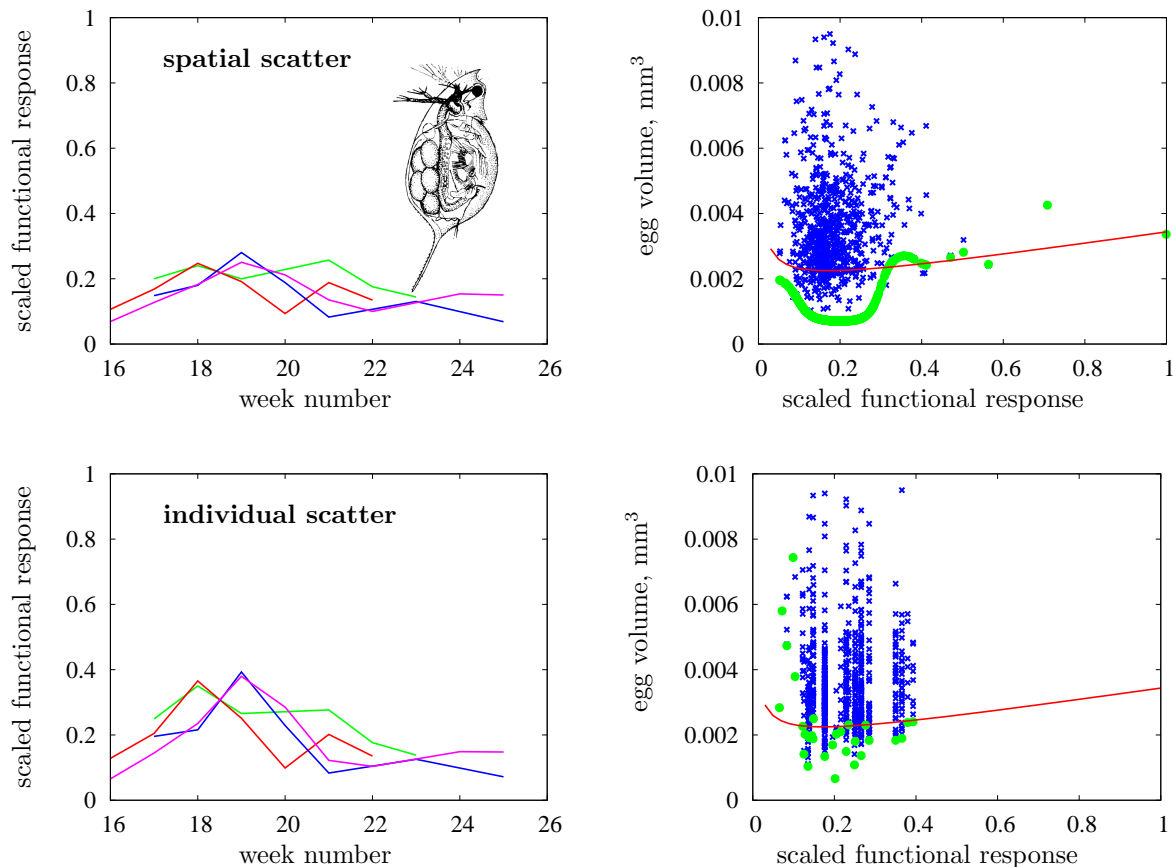 scaled functional response
1
0.8
0.6
0.4
0.2
0
spatial scatter
16 18 20 22 24 26
week number
egg volume, mm³
0.01
0.008
0.006
0.004
0.002
0
0 0.2 0.4 0.6 0.8 1
scaled functional response
scaled functional response
1
0.8
0.6
0.4
0.2
0
individual scatter
16 18 20 22 24 26
week number
egg volume, mm³
0.01
0.008
0.006
0.004
0.002
0
0 0.2 0.4 0.6 0.8 1
scaled functional response